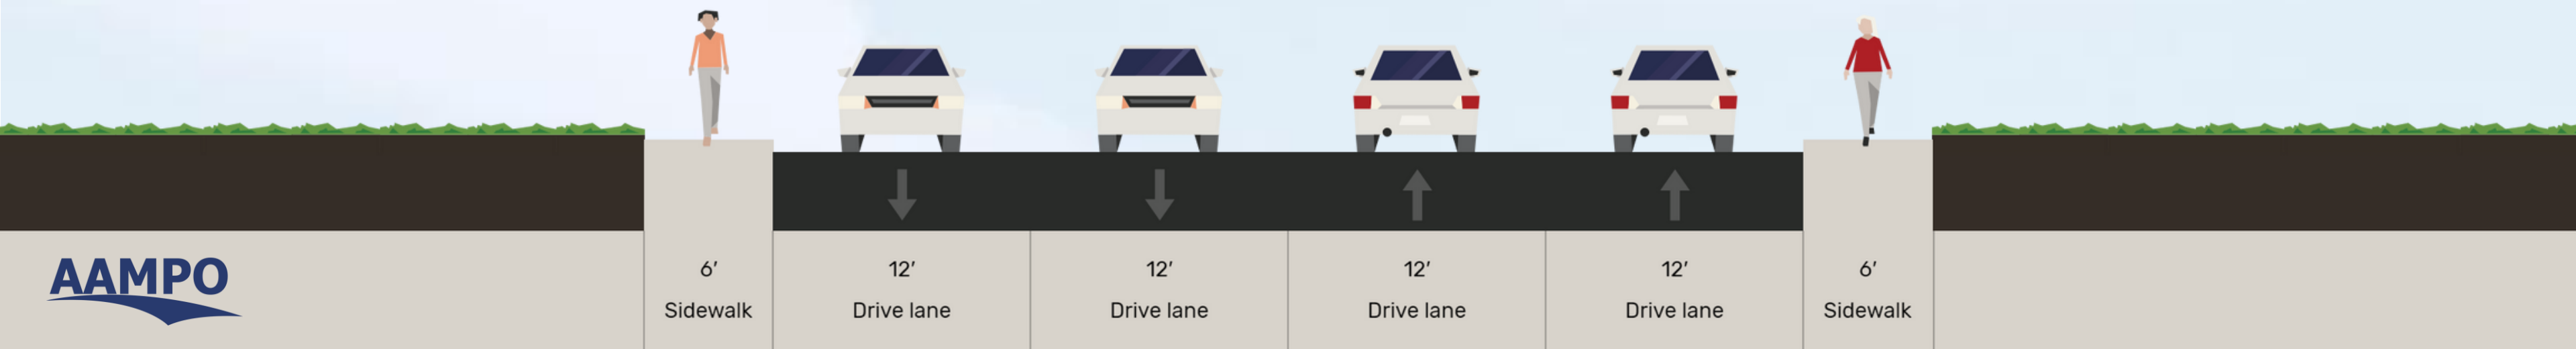 AAMPO
6′
Sidewalk
12′
Drive lane
12′
Drive lane
12′
Drive lane
12′
Drive lane
6′
Sidewalk